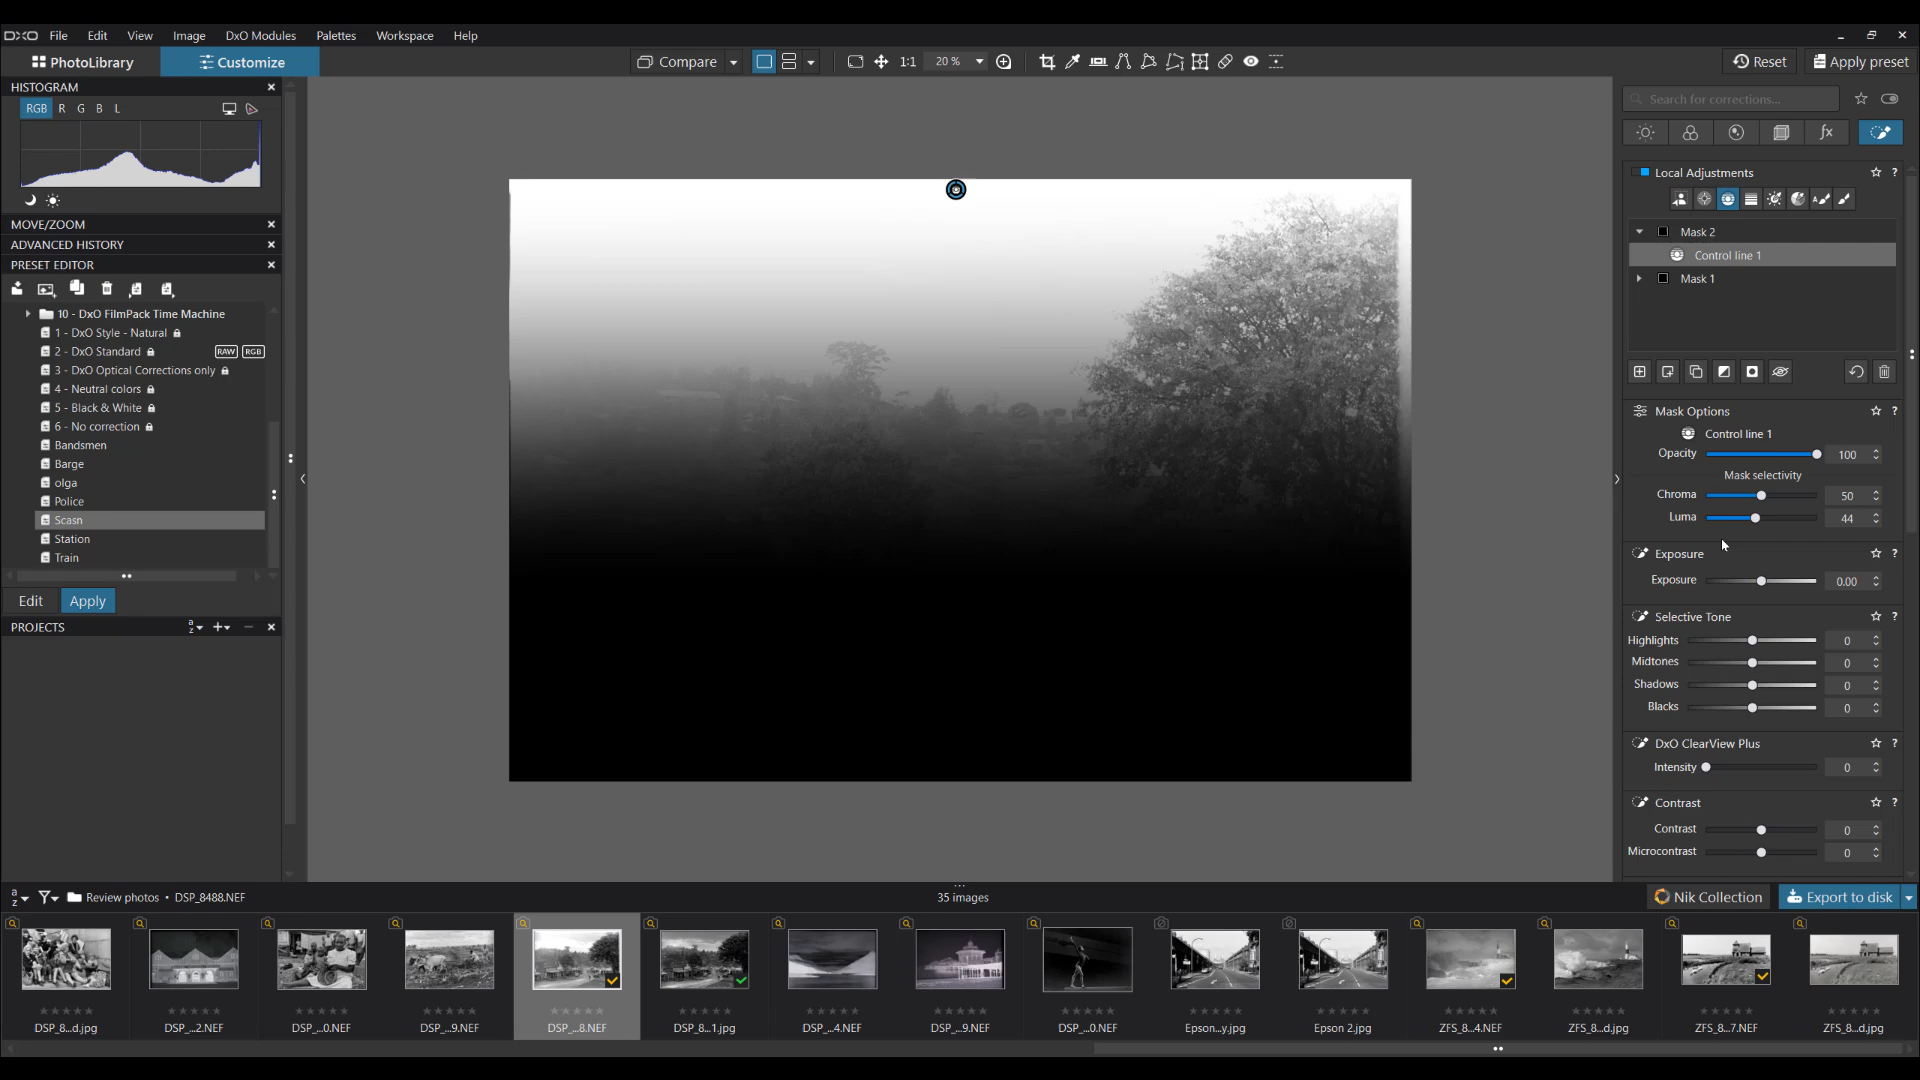 DXO File Edit View Image DxO Modules Palettes Workspace Help
PhotoLibrary Customize Compare 1:1 20 % Reset Apply preset
HISTOGRAM
RGB R G B L
MOVE/ZOOM
ADVANCED HISTORY
PRESET EDITOR
10 - DxO FilmPack Time Machine
1 - DxO Style - Natural
2 - DxO Standard RAW RGB
3 - DxO Optical Corrections only
4 - Neutral colors
5 - Black & White
6 - No correction
Bandsmen
Barge
olga
Police
Scasn
Station
Train
Edit Apply
PROJECTS
Search for corrections...
fx
Local Adjustments ?
Mask 2
Control line 1
Mask 1
Mask Options ?
Control line 1
Opacity 100
Mask selectivity
Chroma 50
Luma 44
Exposure ?
Exposure 0.00
Selective Tone ?
Highlights 0
Midtones 0
Shadows 0
Blacks 0
DxO ClearView Plus ?
Intensity 0
Contrast ?
Contrast 0
Microcontrast 0
Review photos • DSP_8488.NEF 35 images Nik Collection Export to disk
DSP_8...d.jpg DSP_...2.NEF DSP_...0.NEF DSP_...9.NEF DSP_...8.NEF DSP_8...1.jpg DSP_...4.NEF DSP_...9.NEF DSP_...0.NEF Epson...y.jpg Epson 2.jpg ZFS_8...4.NEF ZFS_8...d.jpg ZFS_8...7.NEF ZFS_8...d.jpg